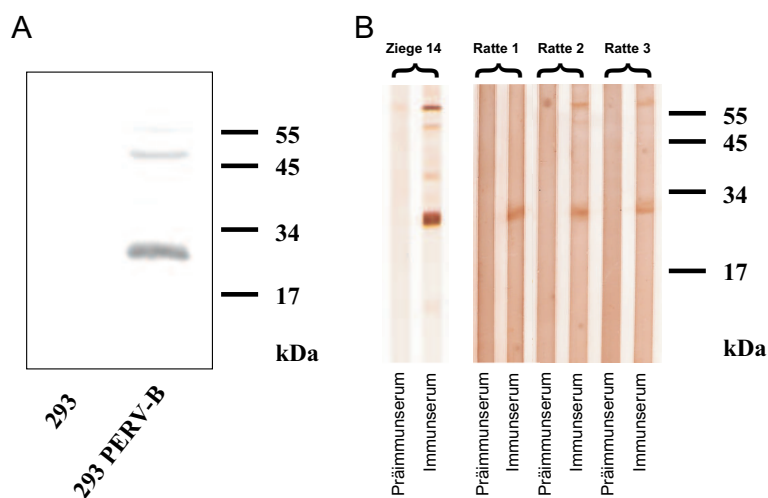 A
55
45
34
17
kDa
293
293 PERV-B
B
Ziege 14
Ratte 1
Ratte 2
Ratte 3
55
45
34
17
kDa
Präimmunserum
Immunserum
Präimmunserum
Immunserum
Präimmunserum
Immunserum
Präimmunserum
Immunserum